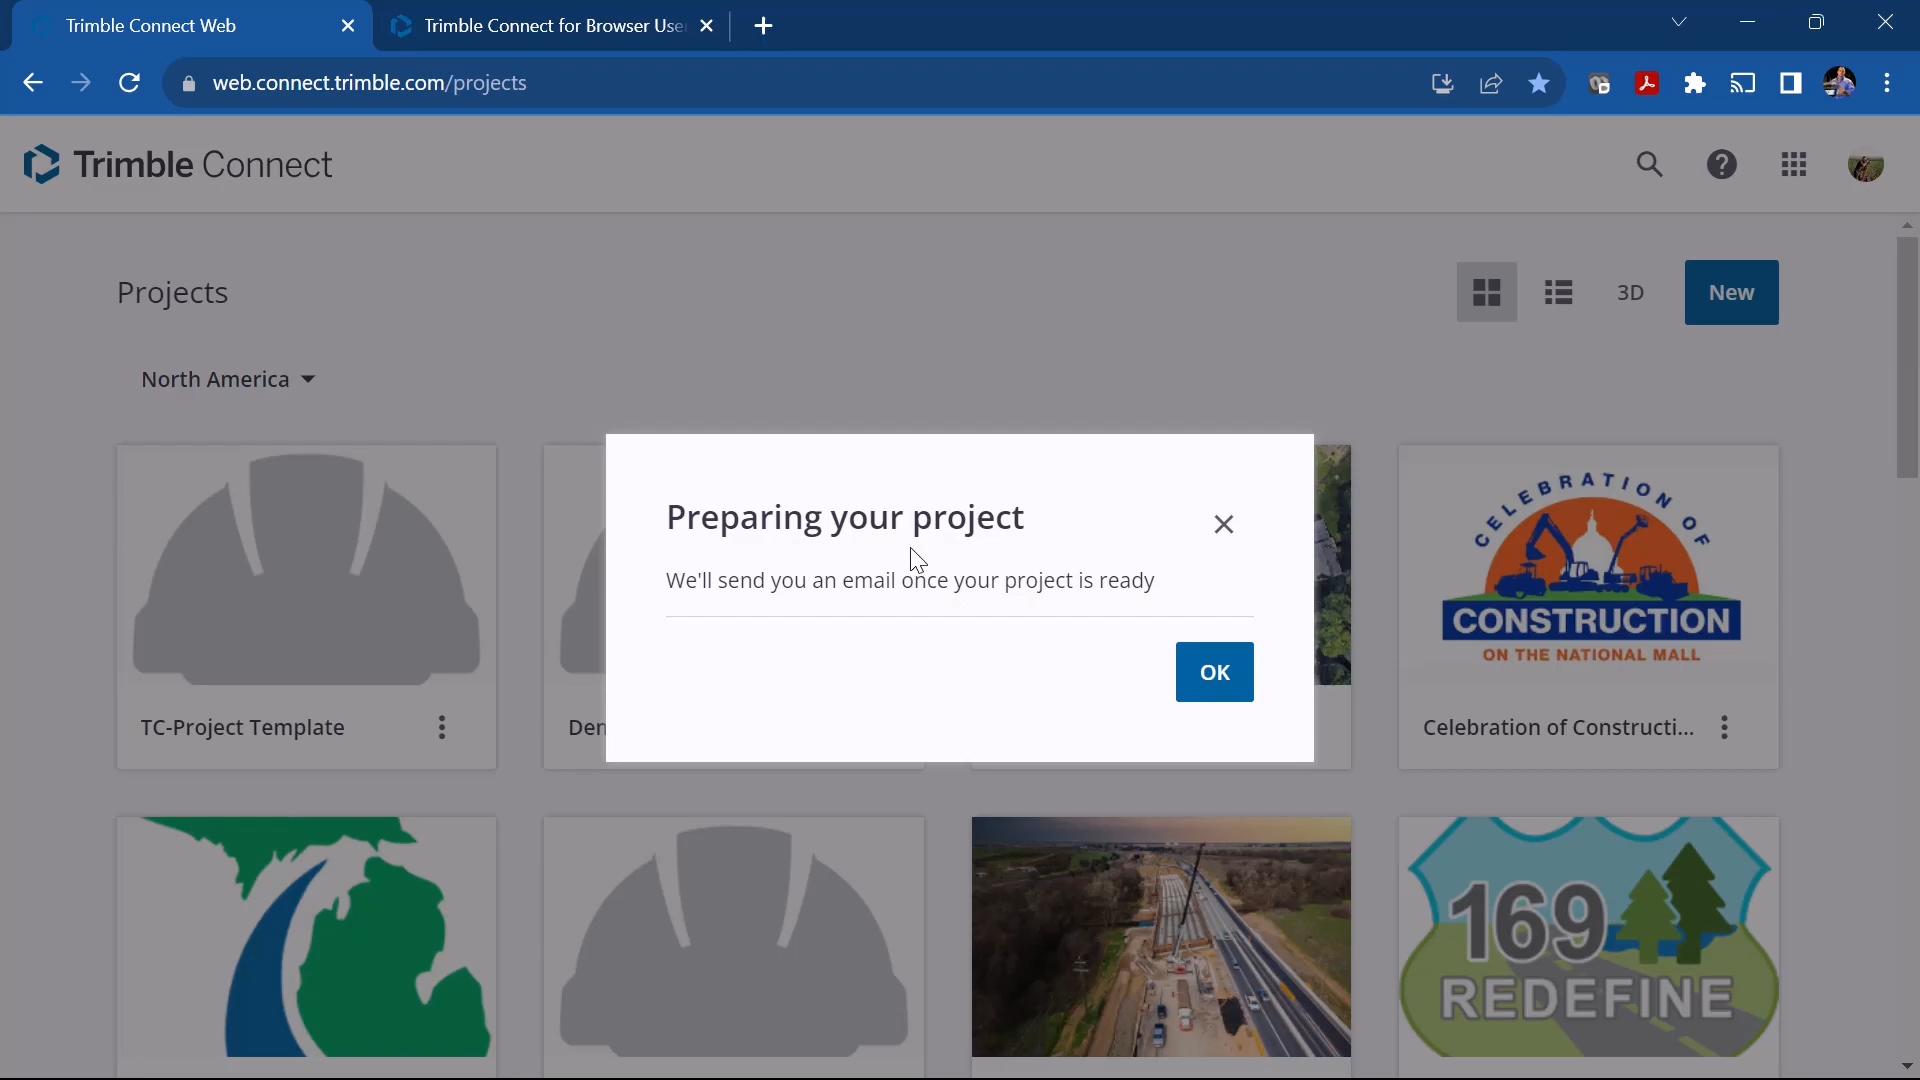 Trimble Connect Web
Trimble Connect for Browser Use
web.connect.trimble.com/projects
Trimble Connect
Projects
3D
New
North America
Preparing your project
We'll send you an email once your project is ready
OK
CELEBRATION OF
CONSTRUCTION
ON THE NATIONAL MALL
TC-Project Template
Den
Celebration of Constructi...
169
REDEFINE